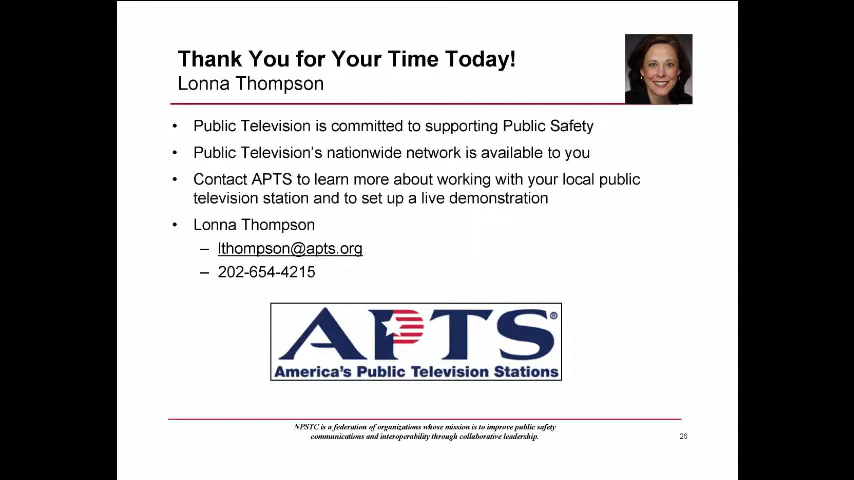 Thank You for Your Time Today!
Lonna Thompson
• Public Television is committed to supporting Public Safety
• Public Television's nationwide network is available to you
• Contact APTS to learn more about working with your local public
television station and to set up a live demonstration
• Lonna Thompson
– lthompson@apts.org
– 202-654-4215
APTS®
America's Public Television Stations
NPSTC is a federation of organizations whose mission is to improve public safety
communications and interoperability through collaborative leadership.
28